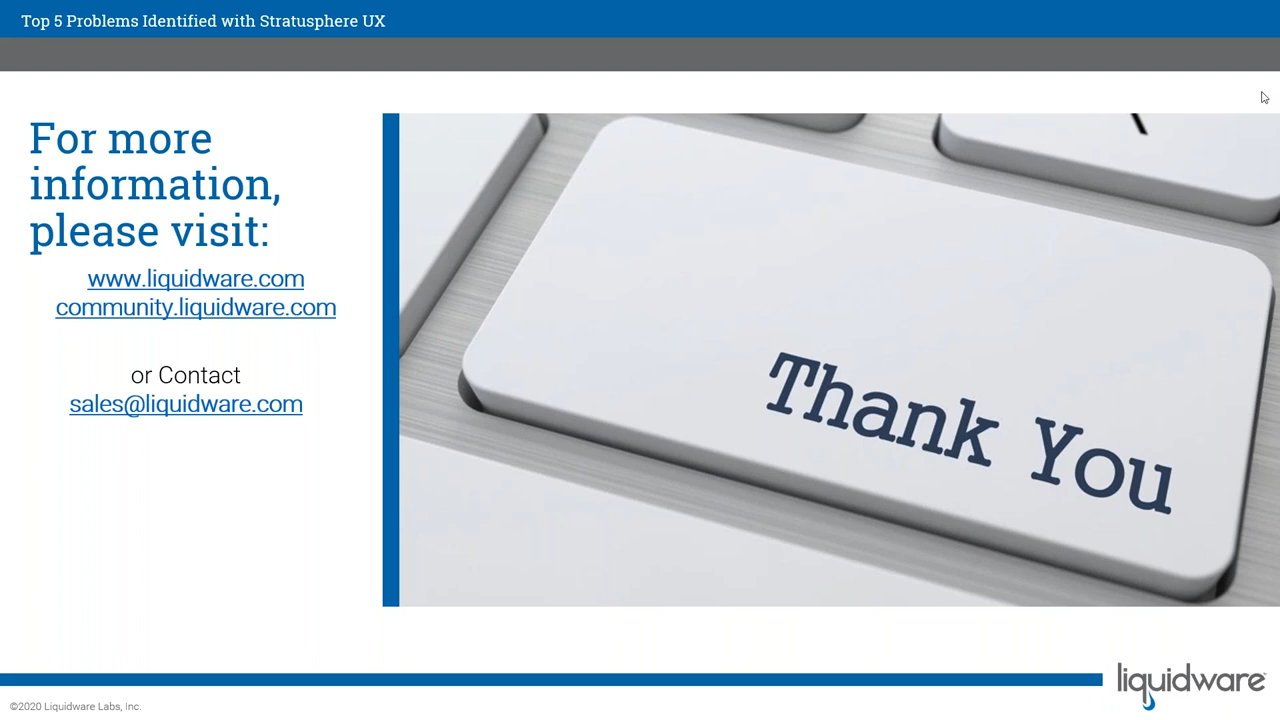 Top 5 Problems Identified with Stratusphere UX
For more
information,
please visit:
www.liquidware.com
community.liquidware.com
or Contact
sales@liquidware.com
Thank You
liquidware
©2020 Liquidware Labs, Inc.